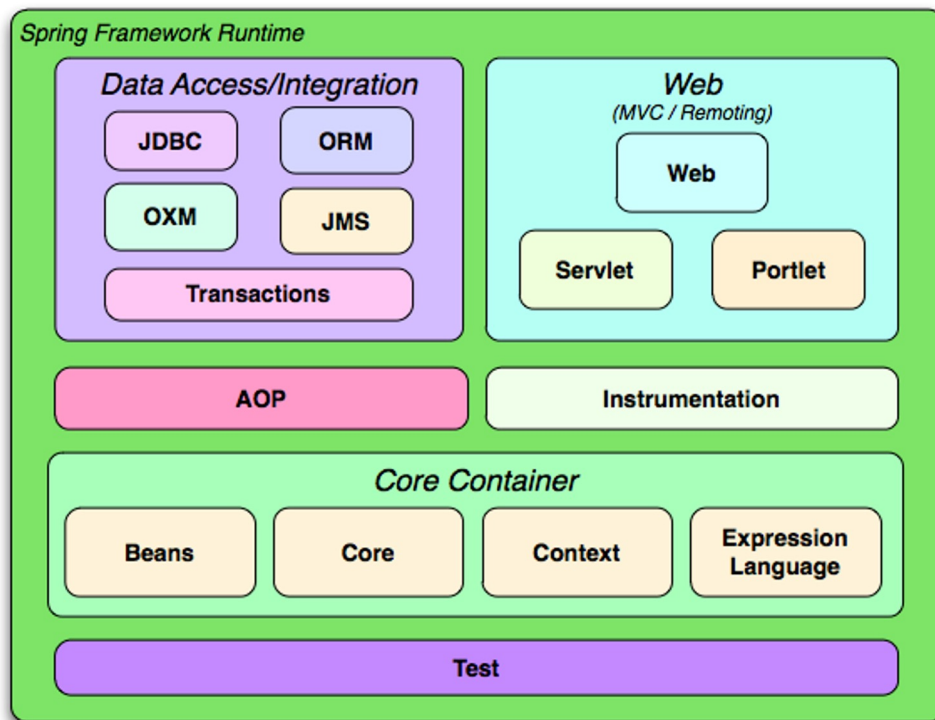 Spring Framework Runtime
Data Access/Integration
JDBC
ORM
OXM
JMS
Transactions
Web
(MVC / Remoting)
Web
Servlet
Portlet
AOP
Instrumentation
Core Container
Beans
Core
Context
Expression
Language
Test